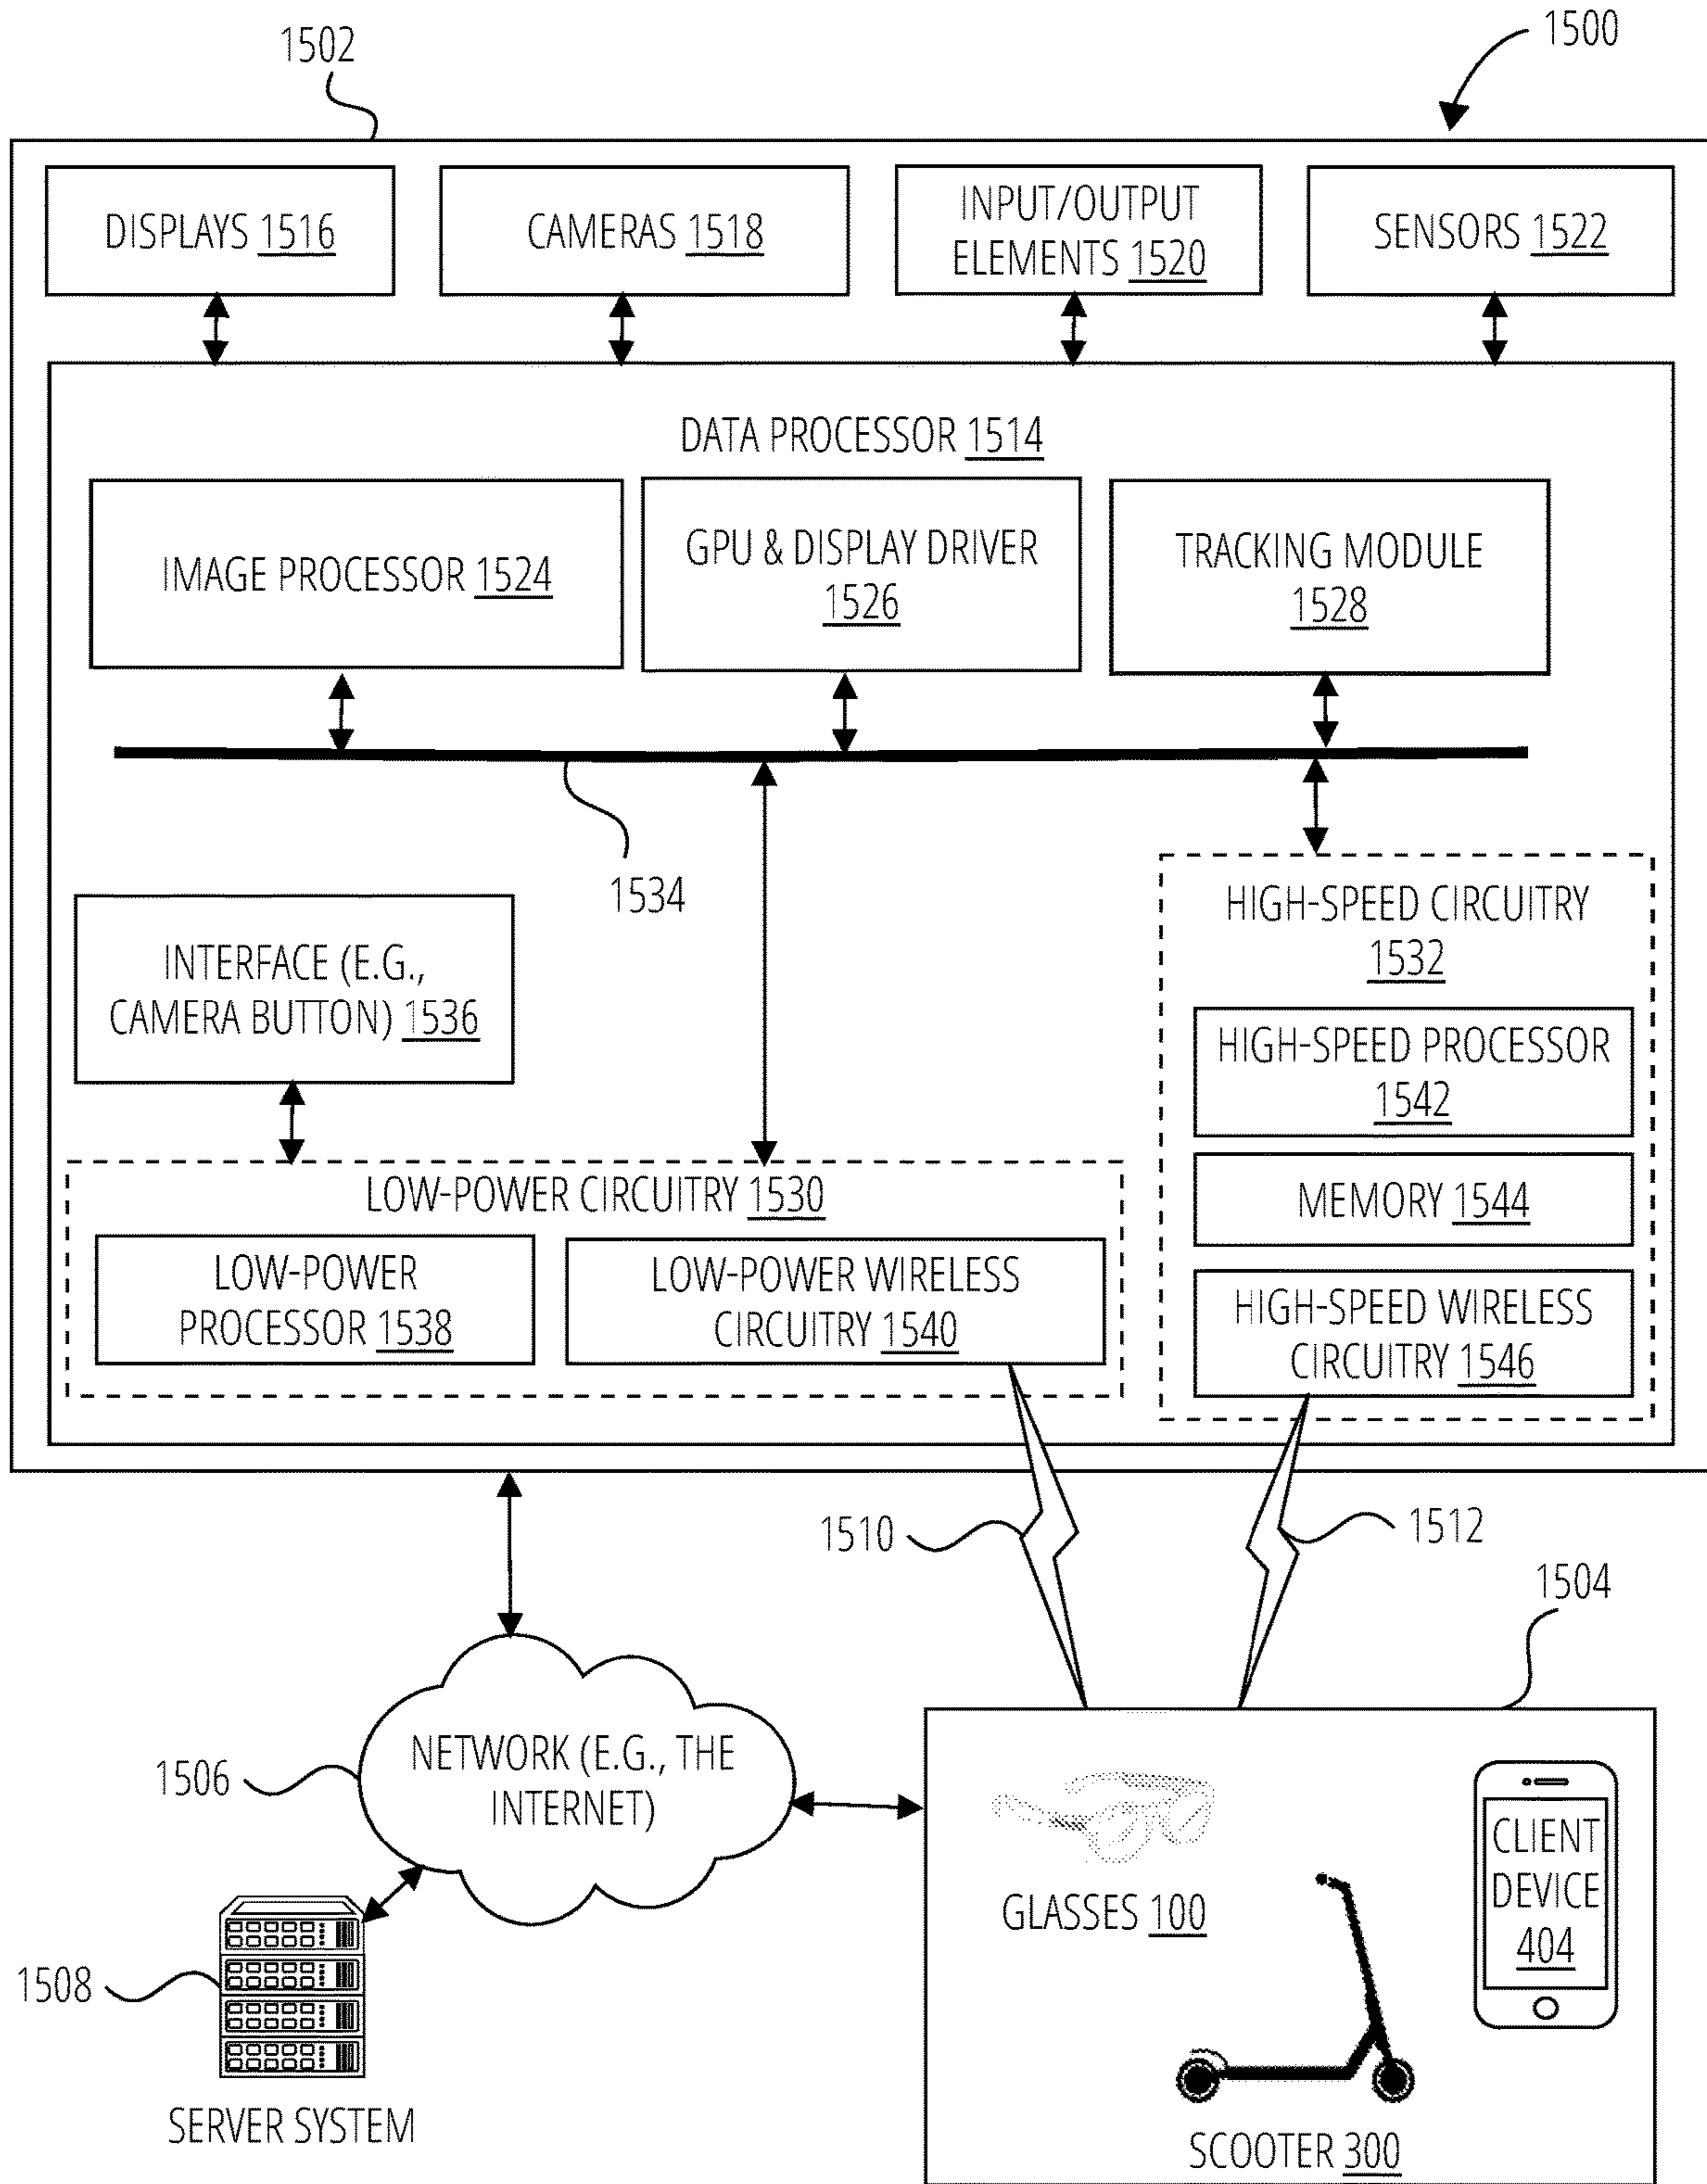 1502
1500
DISPLAYS 1516
CAMERAS 1518
INPUT/OUTPUT
ELEMENTS 1520
SENSORS 1522
DATA PROCESSOR 1514
IMAGE PROCESSOR 1524
GPU & DISPLAY DRIVER
1526
TRACKING MODULE
1528
1534
INTERFACE (E.G.,
CAMERA BUTTON) 1536
HIGH-SPEED CIRCUITRY
1532
HIGH-SPEED PROCESSOR
1542
MEMORY 1544
HIGH-SPEED WIRELESS
CIRCUITRY 1546
LOW-POWER CIRCUITRY 1530
LOW-POWER
PROCESSOR 1538
LOW-POWER WIRELESS
CIRCUITRY 1540
1510
1512
1504
NETWORK (E.G., THE
INTERNET)
1506
1508
SERVER SYSTEM
GLASSES 100
CLIENT
DEVICE
404
SCOOTER 300